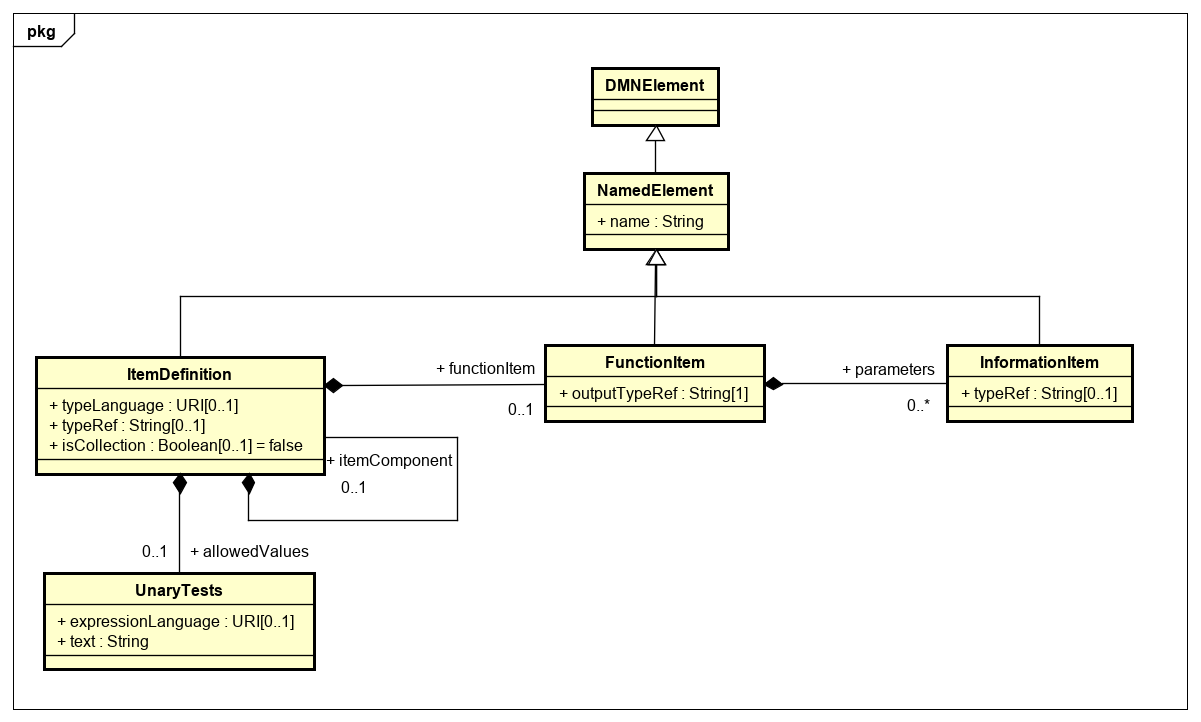 pkg
DMNElement
NamedElement
+ name : String
ItemDefinition
+ typeLanguage : URI[0..1]
+ typeRef : String[0..1]
+ isCollection : Boolean[0..1] = false
+ functionItem
0..1
FunctionItem
+ outputTypeRef : String[1]
+ parameters
0..*
InformationItem
+ typeRef : String[0..1]
+ itemComponent
0..1
0..1
+ allowedValues
UnaryTests
+ expressionLanguage : URI[0..1]
+ text : String